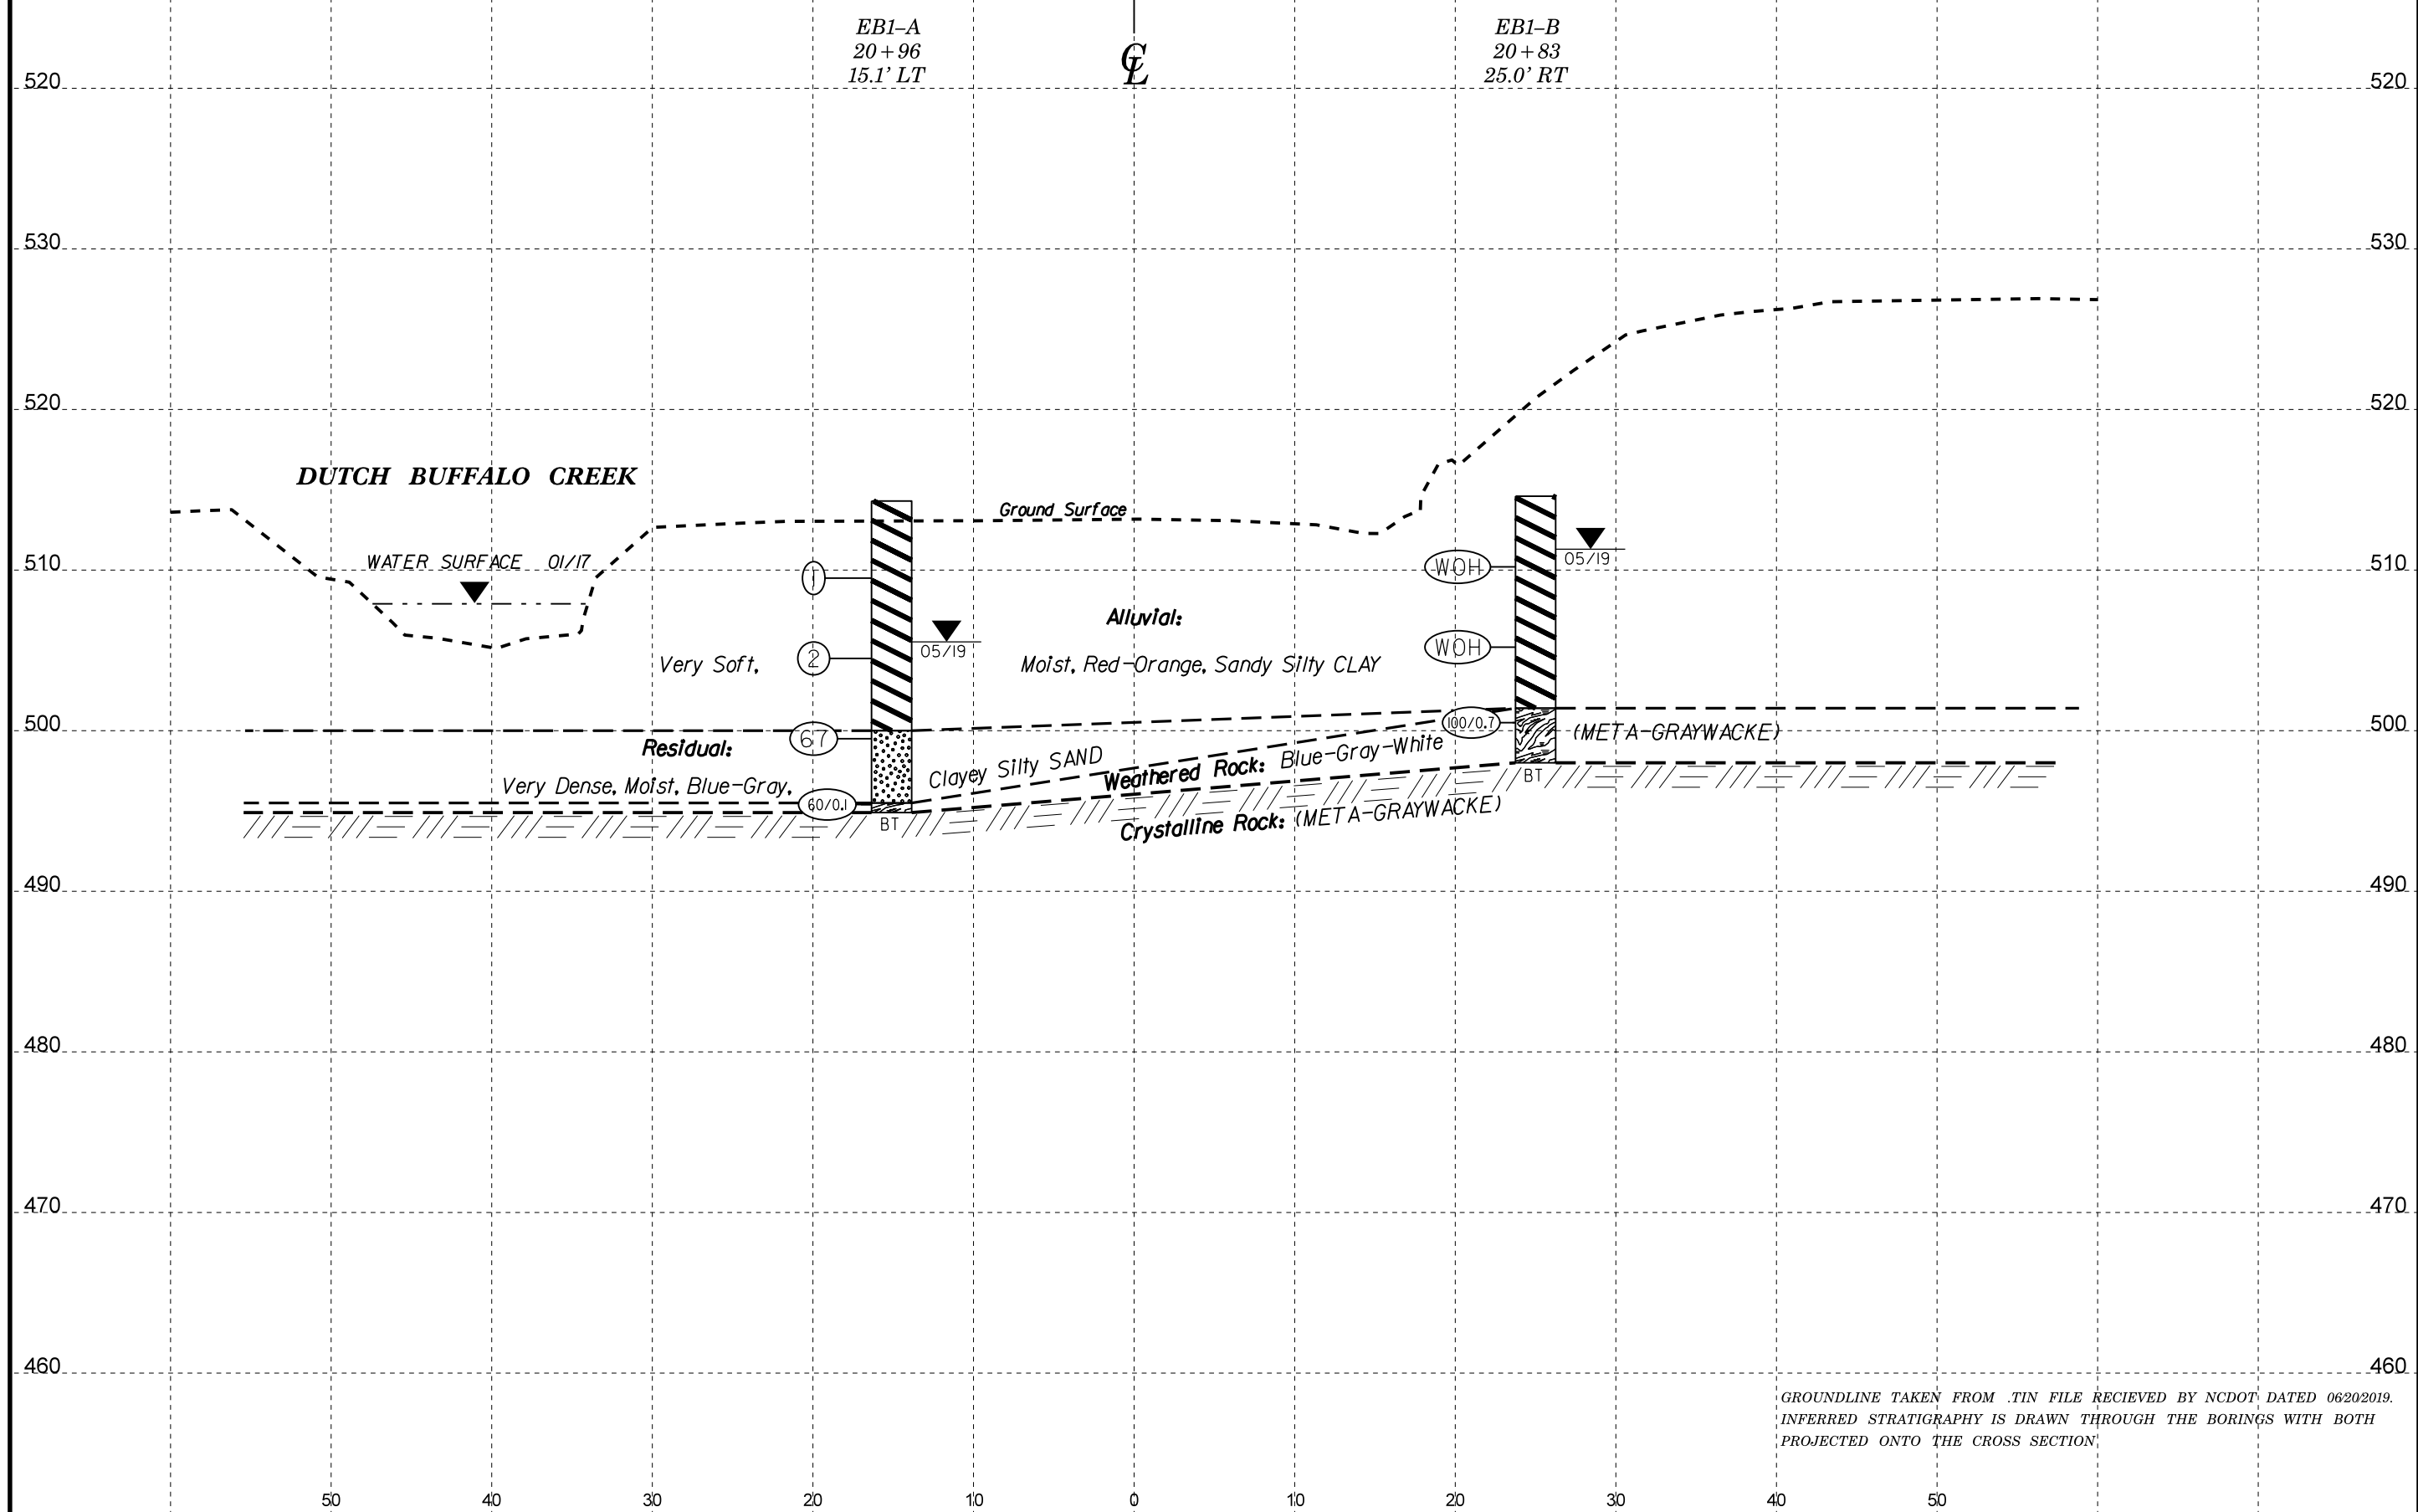 EB1–A
20+96
15.1' LT
℄
EB1–B
20+83
25.0' RT
520 520
530 530
520 520
DUTCH BUFFALO CREEK
Ground Surface
WATER SURFACE 01/17
510 510
1
WOH
05/19
Alluvial:
2
05/19
WOH
Very Soft,
Moist, Red-Orange, Sandy Silty CLAY
500 500
67
100/0.7
(META-GRAYWACKE)
Residual:
Clayey Silty SAND
Weathered Rock: Blue-Gray-White
Very Dense, Moist, Blue-Gray,
60/0.1
BT
BT
Crystalline Rock: (META-GRAYWACKE)
490 490
480 480
470 470
460 460
GROUNDLINE TAKEN FROM .TIN FILE RECIEVED BY NCDOT DATED 06/20/2019.
INFERRED STRATIGRAPHY IS DRAWN THROUGH THE BORINGS WITH BOTH
PROJECTED ONTO THE CROSS SECTION
50 40 30 20 10 0 10 20 30 40 50